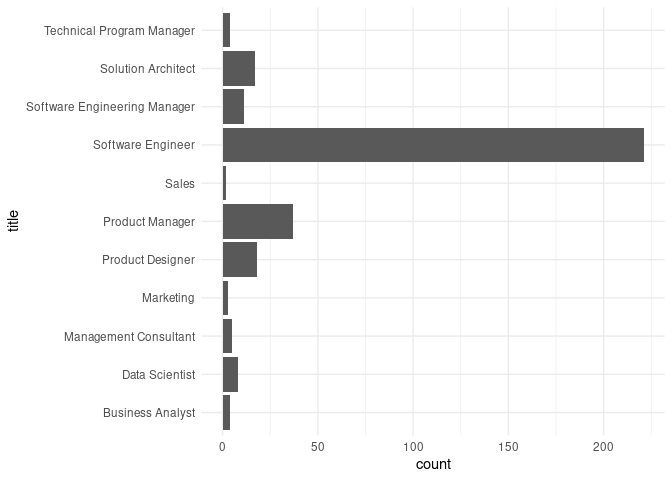 Technical Program Manager
Solution Architect
Software Engineering Manager
Software Engineer
Sales
Product Manager
Product Designer
Marketing
Management Consultant
Data Scientist
Business Analyst
title
0 50 100 150 200
count